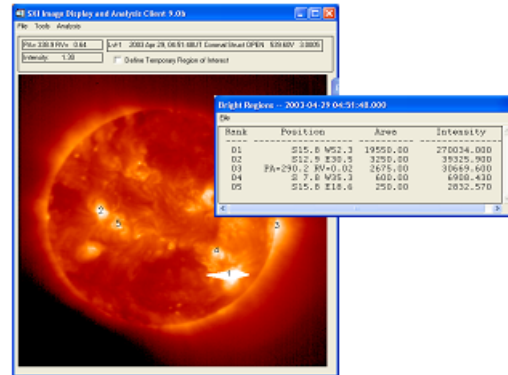 SXI Image Display and Analysis Client 9.0b
File Tools Analysis
Intensity: 1.30
Define Temporary Region of Interest
Bright Regions -- 2003-04-29 04:51:48.000
File
Rank Position Area Intensity
01 S15.8 W52.3 19550.00 270034.000
02 S12.9 E30.5 3250.00 39325.900
03 PA=290.2 RV=0.02 2675.00 30669.600
04 S 7.8 W35.3 600.00 6908.430
05 S15.8 E18.6 250.00 2832.570
2
5
3
4
1